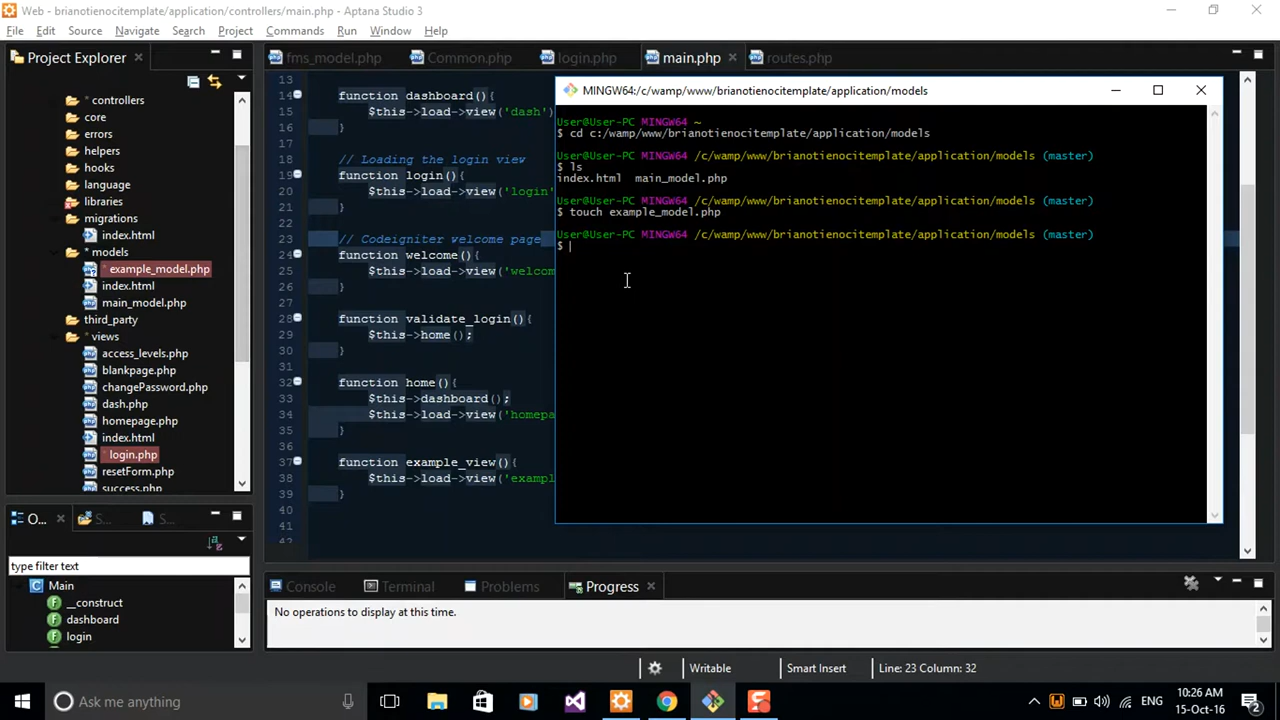 Web - brianotienocitemplate/application/controllers/main.php - Aptana Studio 3
File Edit Source Navigate Search Project Commands Run Window Help
Project Explorer
* controllers
core
errors
helpers
hooks
language
libraries
migrations
index.html
* models
* example_model.php
index.html
main_model.php
third_party
* views
access_levels.php
blankpage.php
changePassword.php
dash.php
homepage.php
index.html
* login.php
resetForm.php
success.php
O...
S...
S...
type filter text
Main
__construct
dashboard
login
fms_model.php Common.php login.php main.php routes.php
13
14 function dashboard(){
15 $this->load->view('dash')
16 }
17
18 // Loading the login view
19 function login(){
20 $this->load->view('login'
21 }
22
23 // Codeigniter welcome page
24 function welcome(){
25 $this->load->view('welcom
26 }
27
28 function validate_login(){
29 $this->home();
30 }
31
32 function home(){
33 $this->dashboard();
34 $this->load->view('homepa
35 }
36
37 function example_view(){
38 $this->load->view('exampl
39 }
40
41
42
MINGW64:/c/wamp/www/brianotienocitemplate/application/models
User@User-PC MINGW64 ~
$ cd c:/wamp/www/brianotienocitemplate/application/models
User@User-PC MINGW64 /c/wamp/www/brianotienocitemplate/application/models (master)
$ ls
index.html main_model.php
User@User-PC MINGW64 /c/wamp/www/brianotienocitemplate/application/models (master)
$ touch example_model.php
User@User-PC MINGW64 /c/wamp/www/brianotienocitemplate/application/models (master)
$
Console Terminal Problems Progress
No operations to display at this time.
Writable Smart Insert Line: 23 Column: 32
Ask me anything
ENG
10:26 AM
15-Oct-16
2